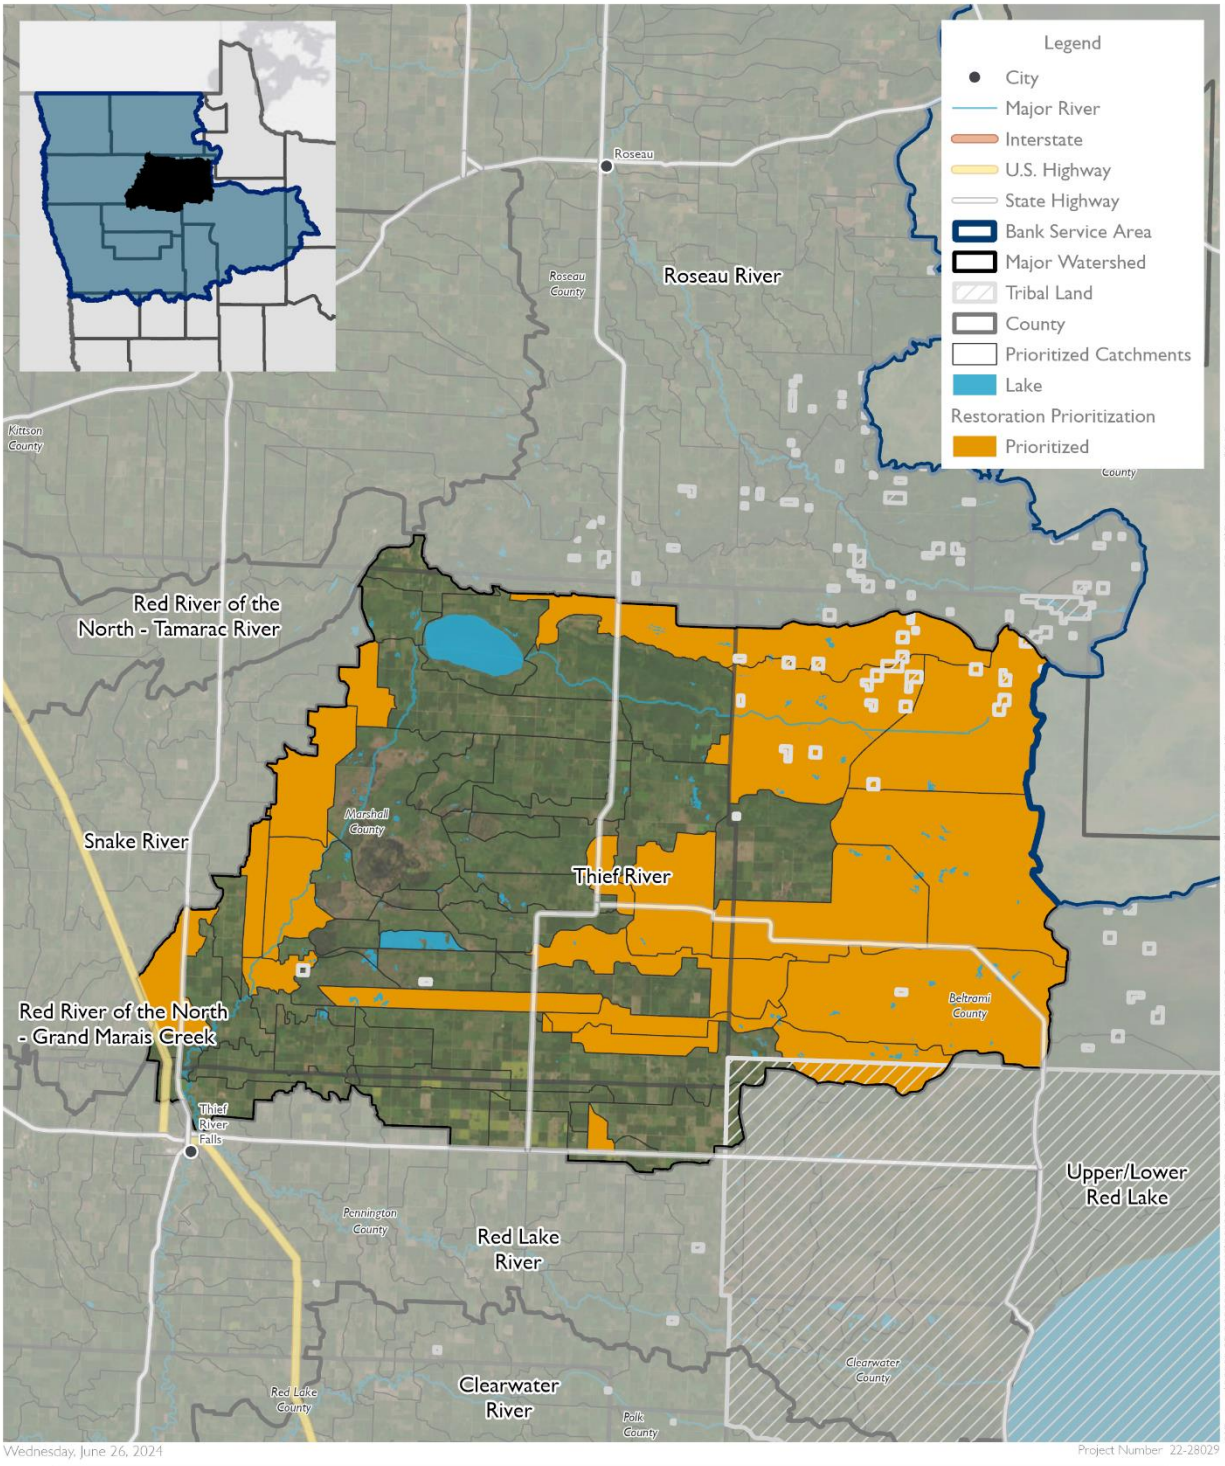 Legend
City
Major River
Interstate
U.S. Highway
State Highway
Bank Service Area
Major Watershed
Tribal Land
County
Prioritized Catchments
Lake
Restoration Prioritization
Prioritized
County
Roseau
Roseau
County
Roseau River
Kittson
County
Red River of the
North - Tamarac River
Marshall
County
Snake River
Thief River
Beltrami
County
Red River of the North
- Grand Marais Creek
Thief
River
Falls
Upper/Lower
Red Lake
Pennington
County
Red Lake
River
Clearwater
County
Red Lake
County
Clearwater
River
Polk
County
Wednesday, June 26, 2024
Project Number 22-28029